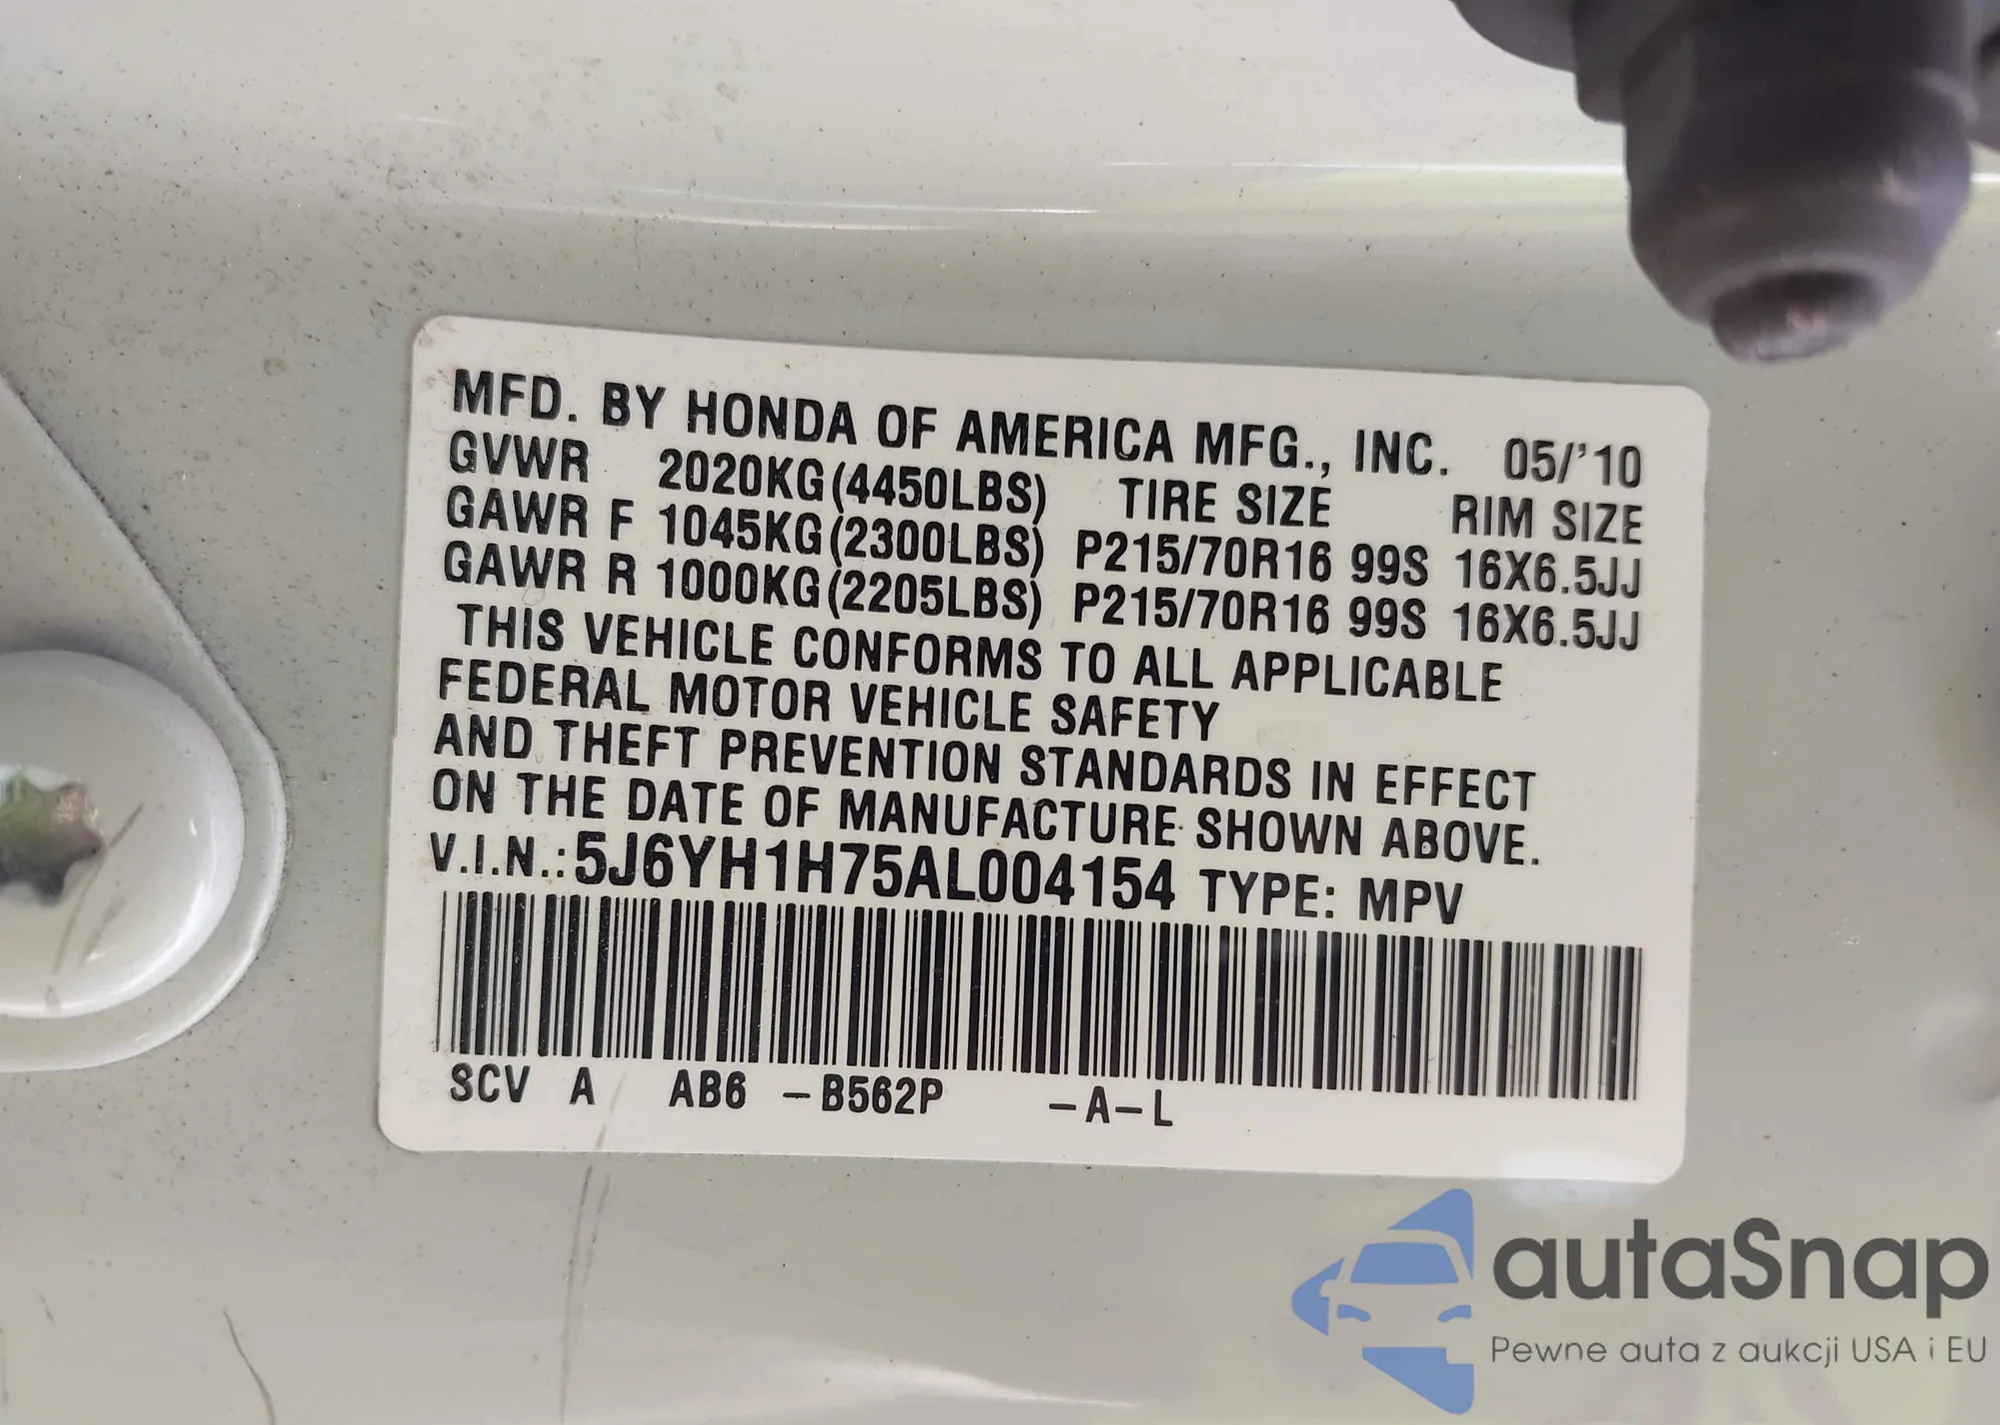 MFD. BY HONDA OF AMERICA MFG., INC. 05/'10
GVWR 2020KG(4450LBS) TIRE SIZE RIM SIZE
GAWR F 1045KG(2300LBS) P215/70R16 99S 16X6.5JJ
GAWR R 1000KG(2205LBS) P215/70R16 99S 16X6.5JJ
THIS VEHICLE CONFORMS TO ALL APPLICABLE
FEDERAL MOTOR VEHICLE SAFETY
AND THEFT PREVENTION STANDARDS IN EFFECT
ON THE DATE OF MANUFACTURE SHOWN ABOVE.
V.I.N.: 5J6YH1H75AL004154 TYPE: MPV
SCV A AB6 -B562P -A-L
autaSnap
Pewne auta z aukcji USA i EU